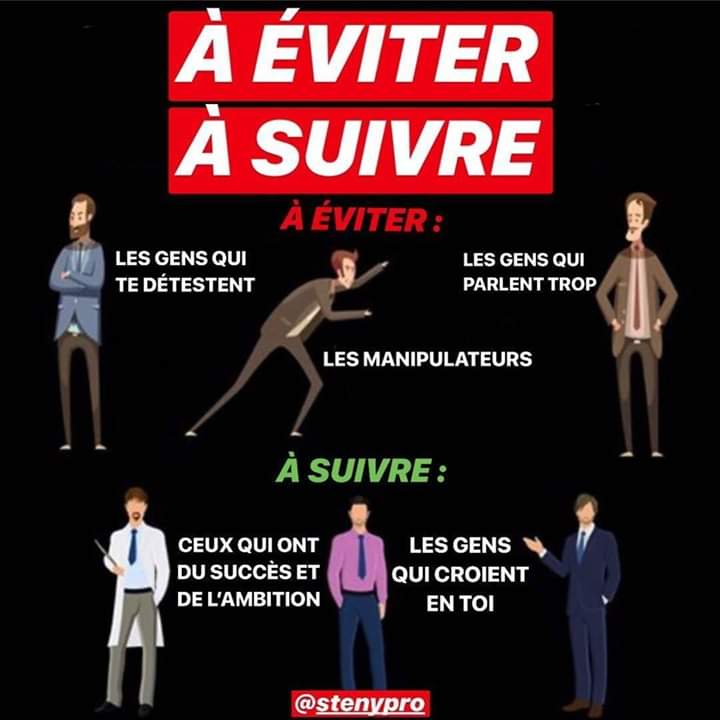 À ÉVITER
À SUIVRE
À ÉVITER :
LES GENS QUI
TE DÉTESTENT
LES GENS QUI
PARLENT TROP
LES MANIPULATEURS
À SUIVRE :
CEUX QUI ONT
DU SUCCÈS ET
DE L'AMBITION
LES GENS
QUI CROIENT
EN TOI
@stenypro